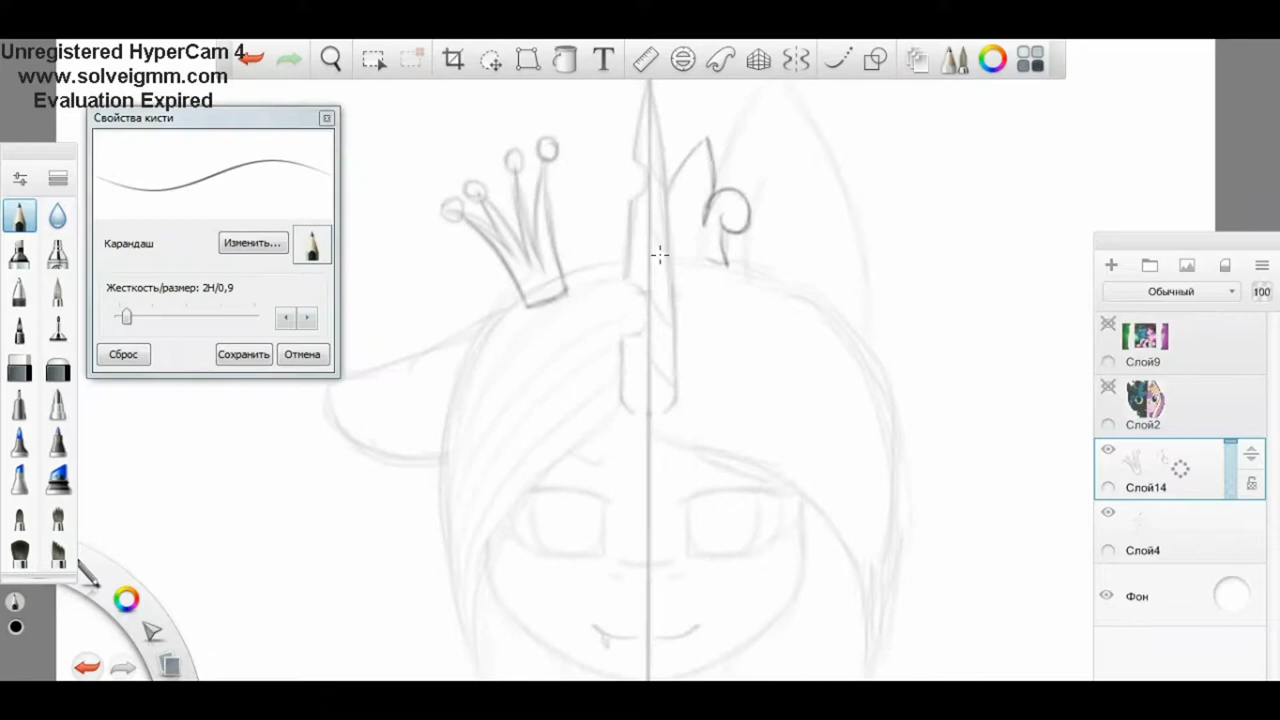 Unregistered HyperCam 4
www.solveigmm.com
Evaluation Expired
Свойства кисти
Карандаш
Изменить...
Жесткость/размер: 2H/0,9
Сброс
Сохранить
Отмена
T
Обычный
100
Слой9
Слой2
Слой14
Слой4
Фон